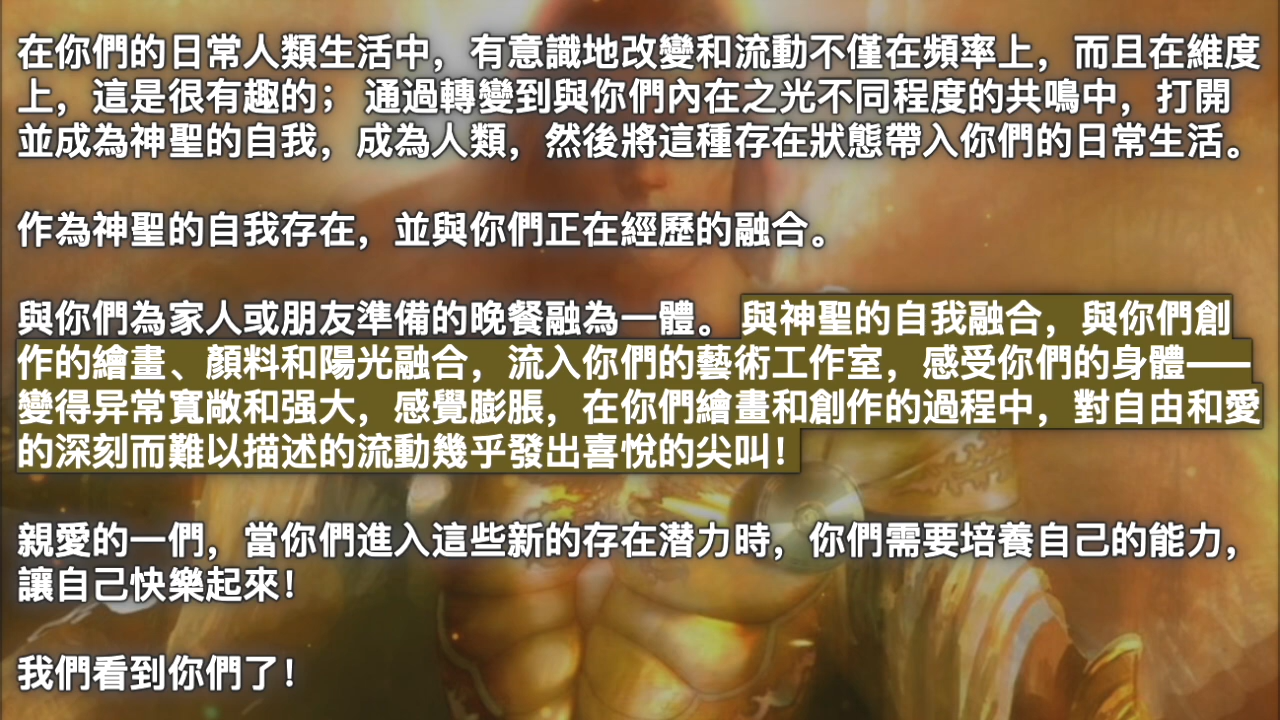 在你們的日常人類生活中，有意識地改變和流動不僅在頻率上，而且在維度
上，這是很有趣的； 通過轉變到與你們內在之光不同程度的共鳴中，打開
並成為神聖的自我，成為人類，然後將這種存在狀態帶入你們的日常生活。
作為神聖的自我存在，並與你們正在經歷的融合。
與你們為家人或朋友準備的晚餐融為一體。與神聖的自我融合，與你們創
作的繪畫、顏料和陽光融合，流入你們的藝術工作室，感受你們的身體——
變得异常寬敞和强大，感覺膨脹，在你們繪畫和創作的過程中，對自由和愛
的深刻而難以描述的流動幾乎發出喜悅的尖叫！
親愛的一們，當你們進入這些新的存在潜力時，你們需要培養自己的能力，
讓自己快樂起來！
我們看到你們了！